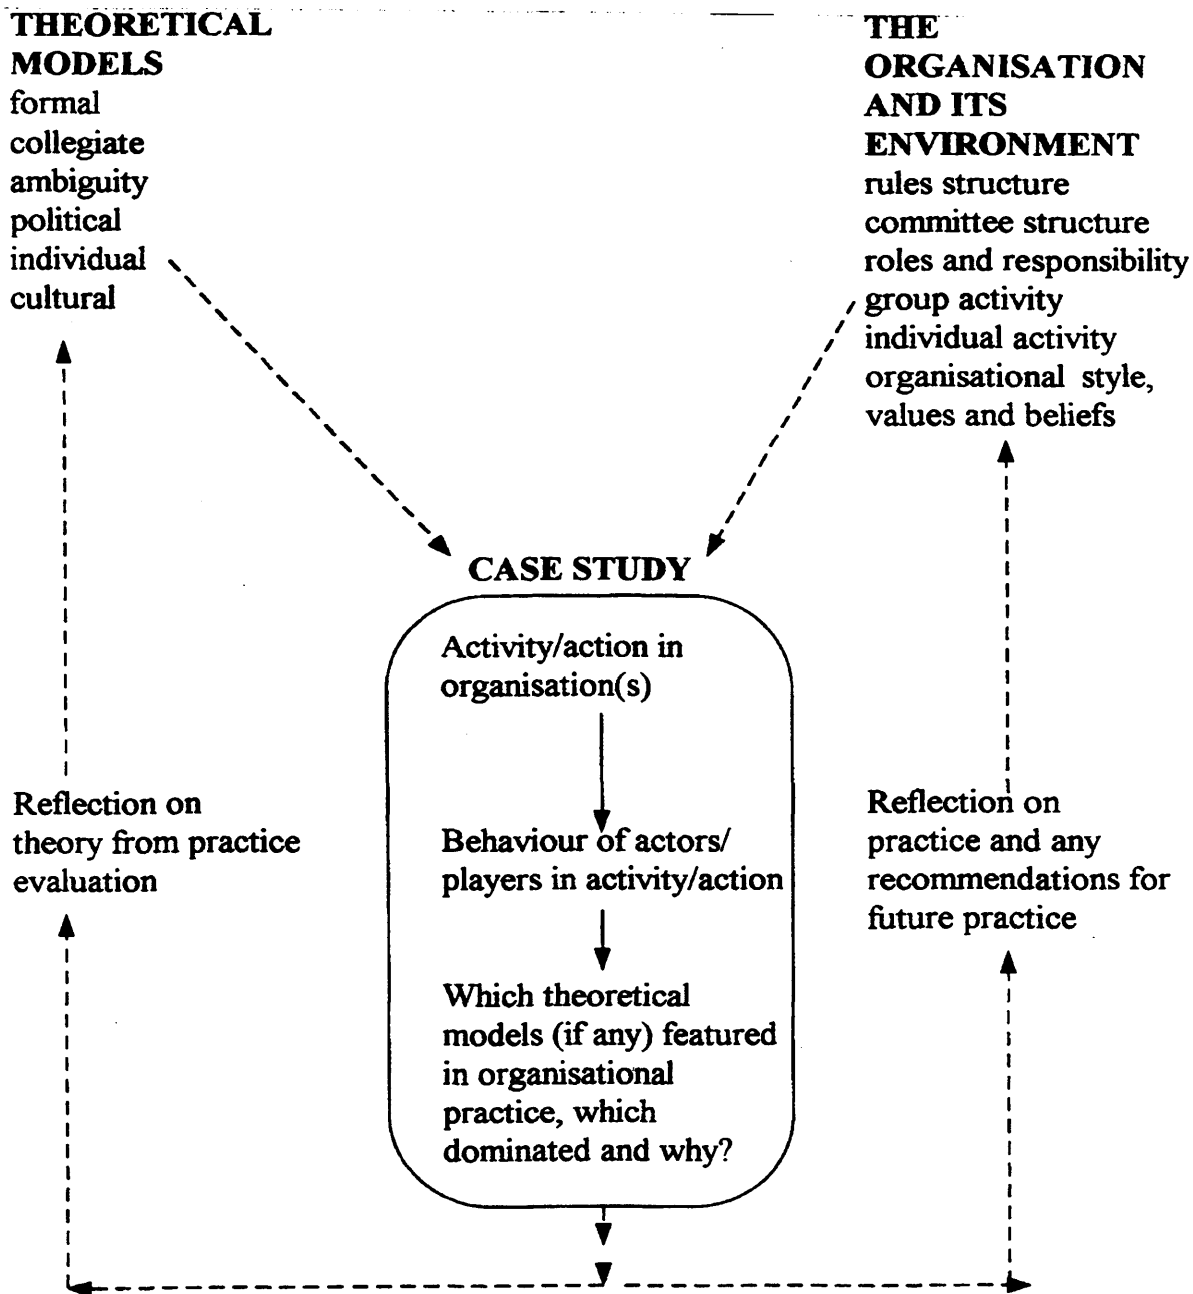 THEORETICAL
MODELS
formal
collegiate
ambiguity
political
individual
cultural
THE
ORGANISATION
AND ITS
ENVIRONMENT
rules structure
committee structure
roles and responsibility
group activity
individual activity
organisational style,
values and beliefs
CASE STUDY
Activity/action in
organisation(s)
Behaviour of actors/
players in activity/action
Which theoretical
models (if any) featured
in organisational
practice, which
dominated and why?
Reflection on
theory from practice
evaluation
Reflection on
practice and any
recommendations for
future practice